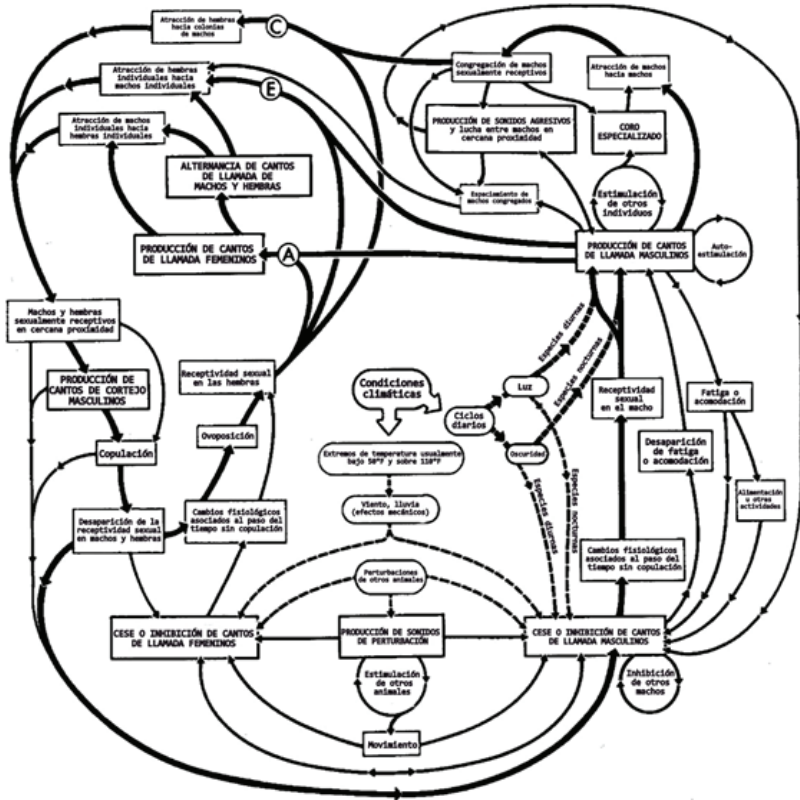 Atracción de hembras
hacia colonias
de machos
C
Atracción de hembras
individuales hacia
machos individuales
E
Atracción de machos
individuales hacia
hembras individuales
ALTERNANCIA DE CANTOS
DE LLAMADA DE
MACHOS Y HEMBRAS
PRODUCCIÓN DE CANTOS
DE LLAMADA FEMENINOS
A
Congregación de machos
sexualmente receptivos
Atracción de machos
hacia machos
PRODUCCIÓN DE SONIDOS AGRESIVOS
y lucha entre machos en
cercana proximidad
CORO
ESPECIALIZADO
Espaciamiento de
machos congregados
Estimulación
de otros
individuos
PRODUCCIÓN DE CANTOS
DE LLAMADA MASCULINOS
Auto-
estimulación
Machos y hembras
sexualmente receptivos
en cercana proximidad
PRODUCCIÓN DE
CANTOS DE CORTEJO
MASCULINOS
Copulación
Desaparición de la
receptividad sexual
en machos y hembras
Receptividad sexual
en las hembras
Ovoposición
Cambios fisiológicos
asociados al paso del
tiempo sin copulación
Condiciones
climáticas
Ciclos
diarios
Luz
Oscuridad
Especies diurnas
Especies nocturnas
Especies diurnas
Especies nocturnas
Extremos de temperatura usualmente
bajo 50°F y sobre 110°F
Viento, lluvia
(efectos mecánicos)
Perturbaciones
de otros animales
Receptividad
sexual
en el macho
Fatiga o
acomodación
Desaparición
de fatiga
o acomodación
Alimentación
u otras
actividades
Cambios fisiológicos
asociados al paso del
tiempo sin copulación
CESE O INHIBICIÓN DE CANTOS
DE LLAMADA FEMENINOS
PRODUCCIÓN DE SONIDOS
DE PERTURBACIÓN
CESE O INHIBICIÓN DE CANTOS
DE LLAMADA MASCULINOS
Estimulación
de otros
animales
Inhibición
de otros
machos
Movimiento